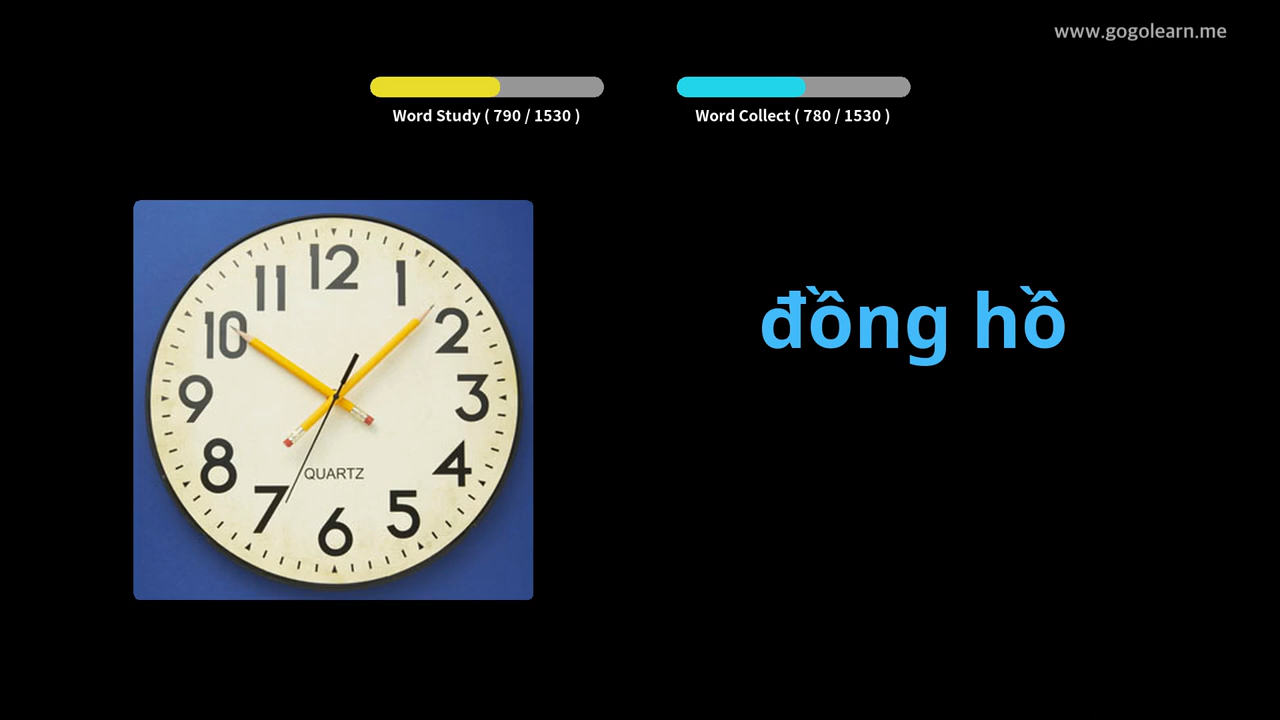 www.gogolearn.me
Word Study ( 790 / 1530 )
Word Collect ( 780 / 1530 )
12
11
1
10
2
9
3
8
4
7
5
6
QUARTZ
đồng hồ